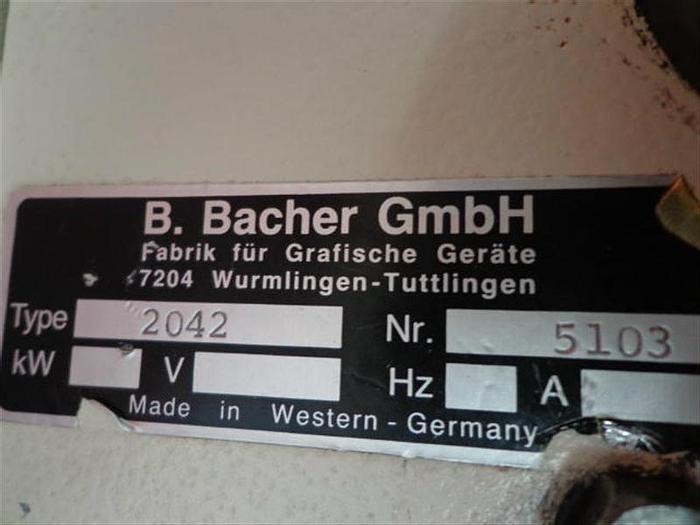 B. Bacher GmbH
Fabrik für Grafische Geräte
7204 Wurmlingen-Tuttlingen
Type 2042 Nr. 5103
kW V Hz A
Made in Western - Germany